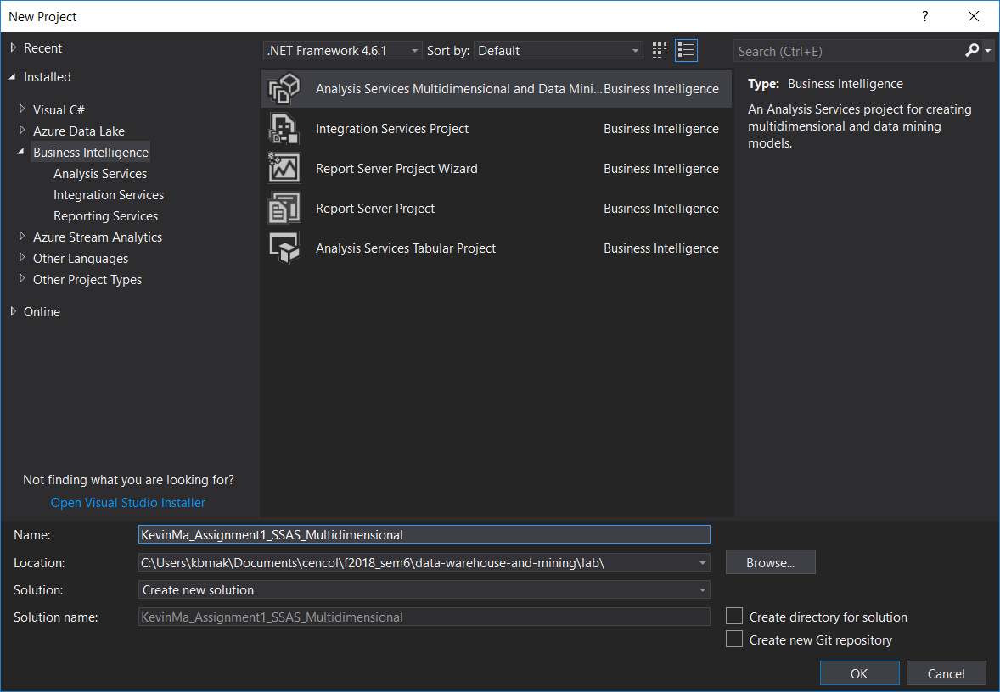 New Project
?
Recent
Installed
Visual C#
Azure Data Lake
Business Intelligence
Analysis Services
Integration Services
Reporting Services
Azure Stream Analytics
Other Languages
Other Project Types
Online
Not finding what you are looking for?
Open Visual Studio Installer
.NET Framework 4.6.1
Sort by: Default
Analysis Services Multidimensional and Data Mini... Business Intelligence
Integration Services Project Business Intelligence
Report Server Project Wizard Business Intelligence
Report Server Project Business Intelligence
Analysis Services Tabular Project Business Intelligence
Search (Ctrl+E)
Type: Business Intelligence
An Analysis Services project for creating
multidimensional and data mining
models.
Name: KevinMa_Assignment1_SSAS_Multidimensional
Location: C:\Users\kbmak\Documents\cencol\f2018_sem6\data-warehouse-and-mining\lab\ Browse...
Solution: Create new solution
Solution name: KevinMa_Assignment1_SSAS_Multidimensional
Create directory for solution
Create new Git repository
OK Cancel